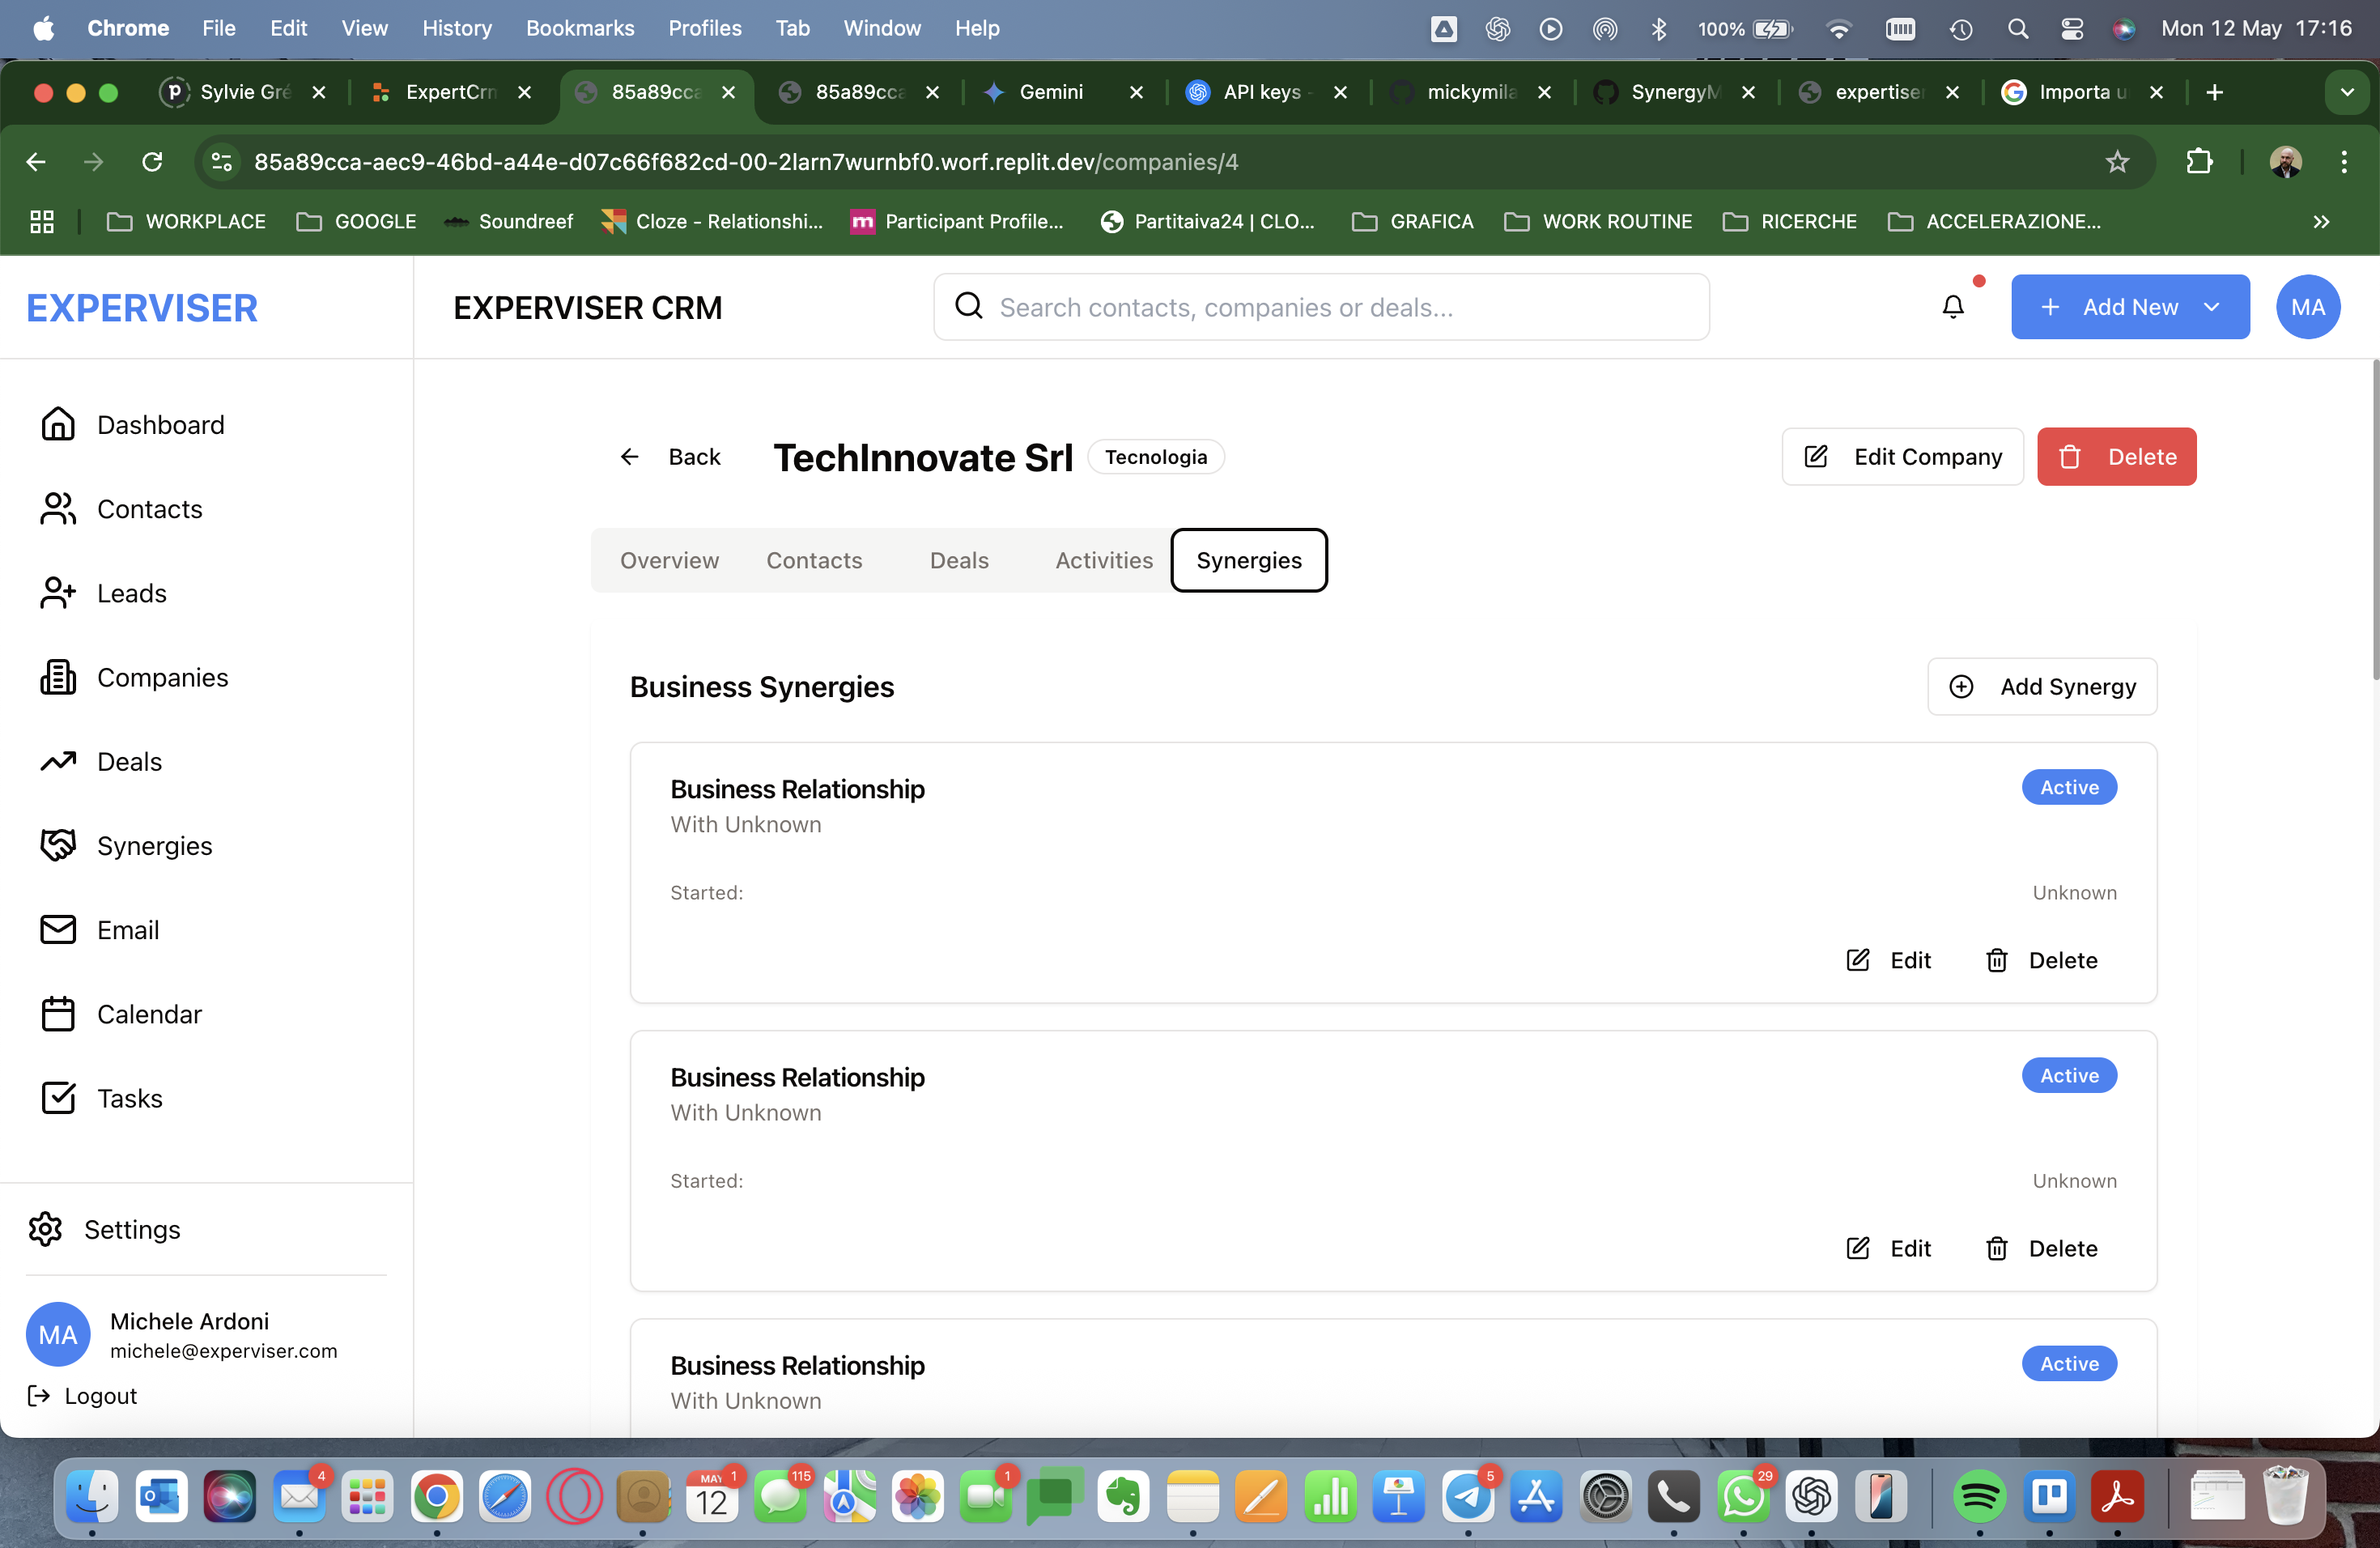 Chrome File Edit View History Bookmarks Profiles Tab Window Help 100% Mon 12 May 17:16
Sylvie Gré ExpertCrm 85a89cca 85a89cca Gemini API keys - mickymila SynergyM expertise Importa u
85a89cca-aec9-46bd-a44e-d07c66f682cd-00-2larn7wurnbf0.worf.replit.dev/companies/4
WORKPLACE GOOGLE Soundreef Cloze - Relationshi... Participant Profile... Partitaiva24 | CLO... GRAFICA WORK ROUTINE RICERCHE ACCELERAZIONE...
EXPERVISER
EXPERVISER CRM
Search contacts, companies or deals...
Add New
MA
Dashboard
Contacts
Leads
Companies
Deals
Synergies
Email
Calendar
Tasks
Settings
MA
Michele Ardoni
michele@experviser.com
Logout
Back
TechInnovate Srl
Tecnologia
Edit Company
Delete
Overview Contacts Deals Activities Synergies
Business Synergies
Add Synergy
Business Relationship
Active
With Unknown
Started:
Unknown
Edit Delete
Business Relationship
Active
With Unknown
Started:
Unknown
Edit Delete
Business Relationship
Active
With Unknown
4 MAY 1 12 115 1 5 29